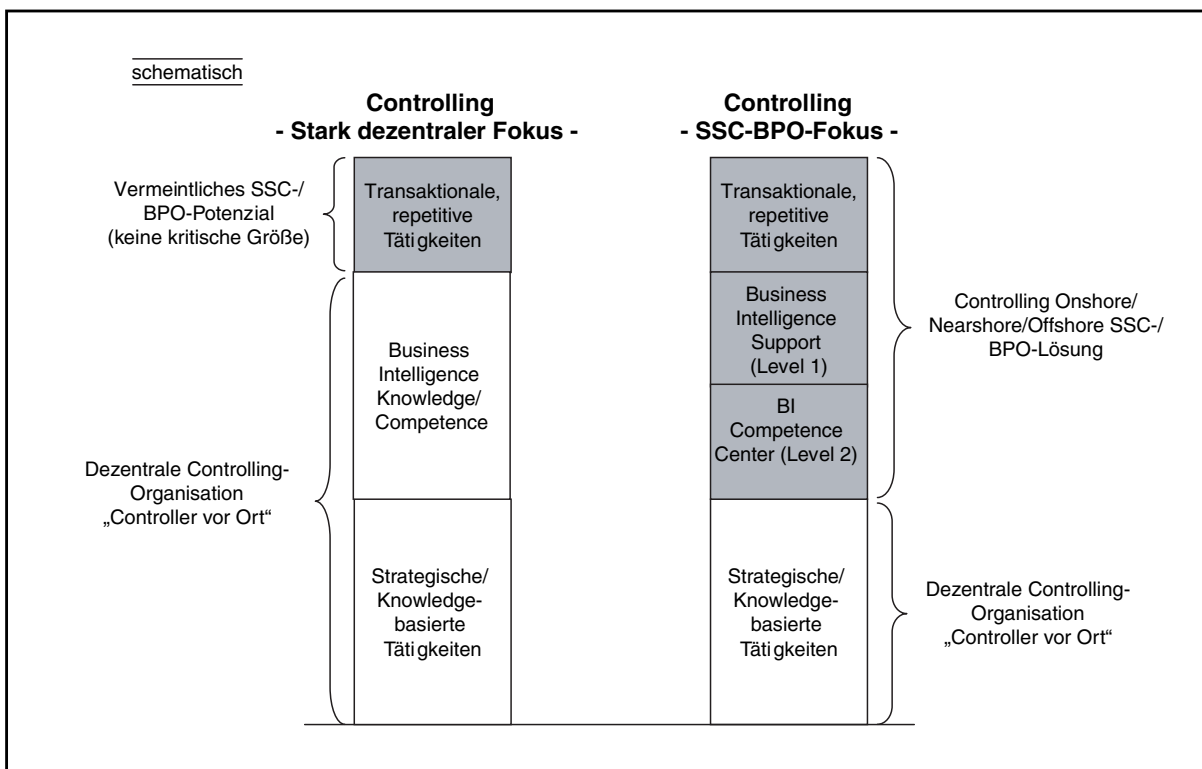 schematisch
Controlling
- Stark dezentraler Fokus -
Controlling
- SSC-BPO-Fokus -
Vermeintliches SSC-/
BPO-Potenzial
(keine kritische Größe)
Transaktionale,
repetitive
Tätigkeiten
Business
Intelligence
Knowledge/
Competence
Dezentrale Controlling-
Organisation
„Controller vor Ort“
Strategische/
Knowledge-
basierte
Tätigkeiten
Transaktionale,
repetitive
Tätigkeiten
Business
Intelligence
Support
(Level 1)
BI
Competence
Center (Level 2)
Controlling Onshore/
Nearshore/Offshore SSC-/
BPO-Lösung
Strategische/
Knowledge-
basierte
Tätigkeiten
Dezentrale Controlling-
Organisation
„Controller vor Ort“